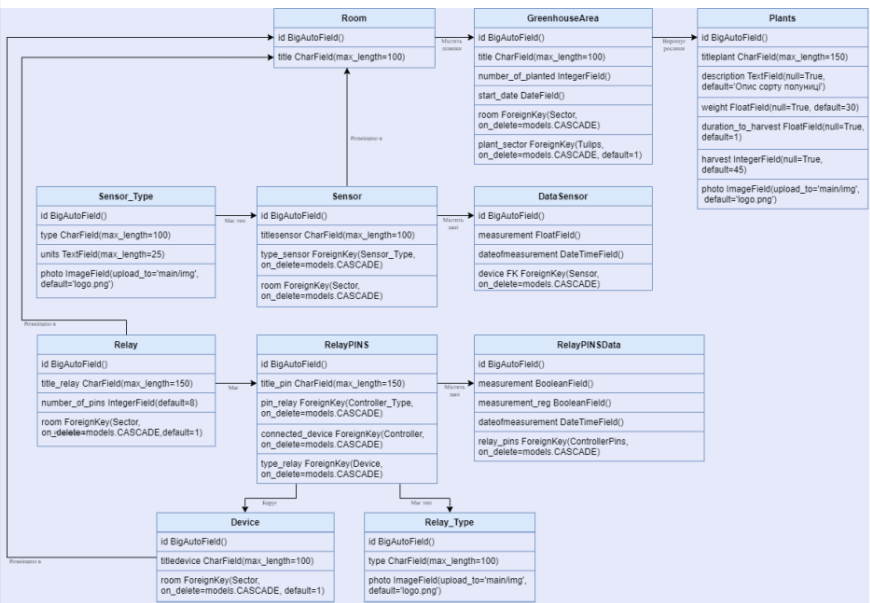 Room
id BigAutoField()
title CharField(max_length=100)
GreenhouseArea
id BigAutoField()
title CharField(max_length=100)
number_of_planted IntegerField()
start_date DateField()
room ForeignKey(Sector,
on_delete=models.CASCADE)
plant_sector ForeignKey(Tulips,
on_delete=models.CASCADE, default=1)
Plants
id BigAutoField()
titleplant CharField(max_length=150)
description TextField(null=True,
default='Опис сорту полуниці')
weight FloatField(null=True, default=30)
duration_to_harvest FloatField(null=True,
default=1)
harvest IntegerField(null=True,
default=45)
photo ImageField(upload_to='main/img',
default='logo.png')
Sensor_Type
id BigAutoField()
type CharField(max_length=100)
units TextField(max_length=25)
photo ImageField(upload_to='main/img',
default='logo.png')
Має тип
Sensor
id BigAutoField()
titlesensor CharField(max_length=100)
type_sensor ForeignKey(Sensor_Type,
on_delete=models.CASCADE)
room ForeignKey(Sector,
on_delete=models.CASCADE)
DataSensor
id BigAutoField()
measurement FloatField()
dateofmeasurement DateTimeField()
device FK ForeignKey(Sensor,
on_delete=models.CASCADE)
Relay
id BigAutoField()
title_relay CharField(max_length=150)
number_of_pins IntegerField(default=8)
room ForeignKey(Sector,
on_delete=models.CASCADE,default=1)
Має
RelayPINS
id BigAutoField()
title_pin CharField(max_length=150)
pin_relay ForeignKey(Controller_Type,
on_delete=models.CASCADE)
connected_device ForeignKey(Controller,
on_delete=models.CASCADE)
type_relay ForeignKey(Device,
on_delete=models.CASCADE)
RelayPINSData
id BigAutoField()
measurement BooleanField()
measurement_reg BooleanField()
dateofmeasurement DateTimeField()
relay_pins ForeignKey(ControllerPins,
on_delete=models.CASCADE)
Керує
Має тип
Device
id BigAutoField()
titledevice CharField(max_length=100)
room ForeignKey(Sector,
on_delete=models.CASCADE, default=1)
Relay_Type
id BigAutoField()
type CharField(max_length=100)
photo ImageField(upload_to='main/img',
default='logo.png')